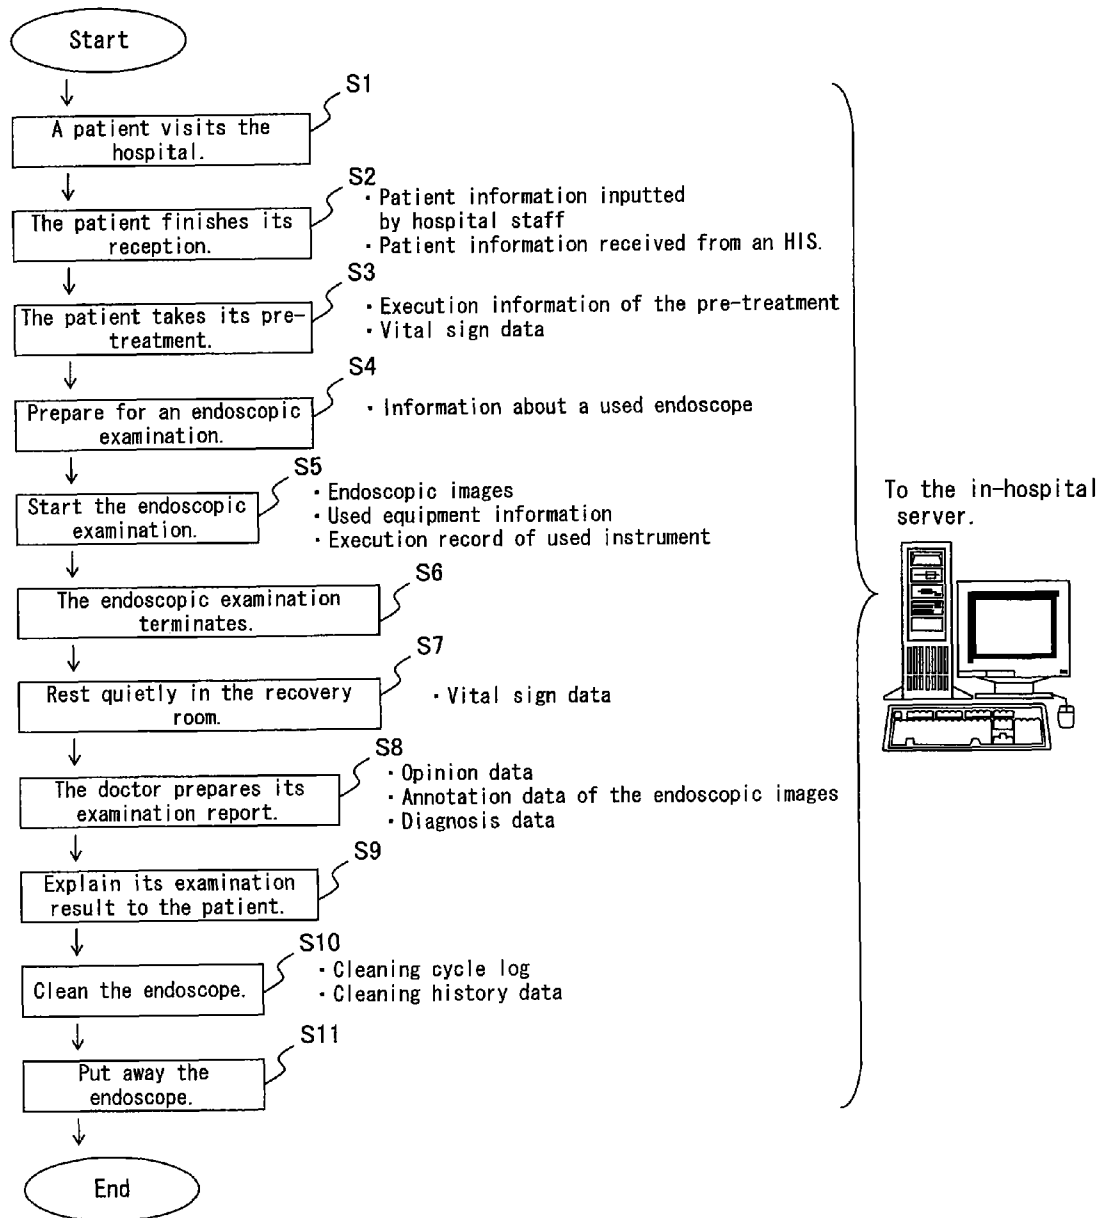 Start
S1
A patient visits the
hospital.
S2
The patient finishes its
reception.
・Patient information inputted
by hospital staff
・Patient information received from an HIS.
S3
The patient takes its pre-
treatment.
・Execution information of the pre-treatment
・Vital sign data
S4
Prepare for an endoscopic
examination.
・Information about a used endoscope
S5
Start the endoscopic
examination.
・Endoscopic images
・Used equipment information
・Execution record of used instrument
To the in-hospital
server.
S6
The endoscopic examination
terminates.
S7
Rest quietly in the recovery
room.
・Vital sign data
S8
The doctor prepares its
examination report.
・Opinion data
・Annotation data of the endoscopic images
・Diagnosis data
S9
Explain its examination
result to the patient.
S10
Clean the endoscope.
・Cleaning cycle log
・Cleaning history data
S11
Put away the
endoscope.
End